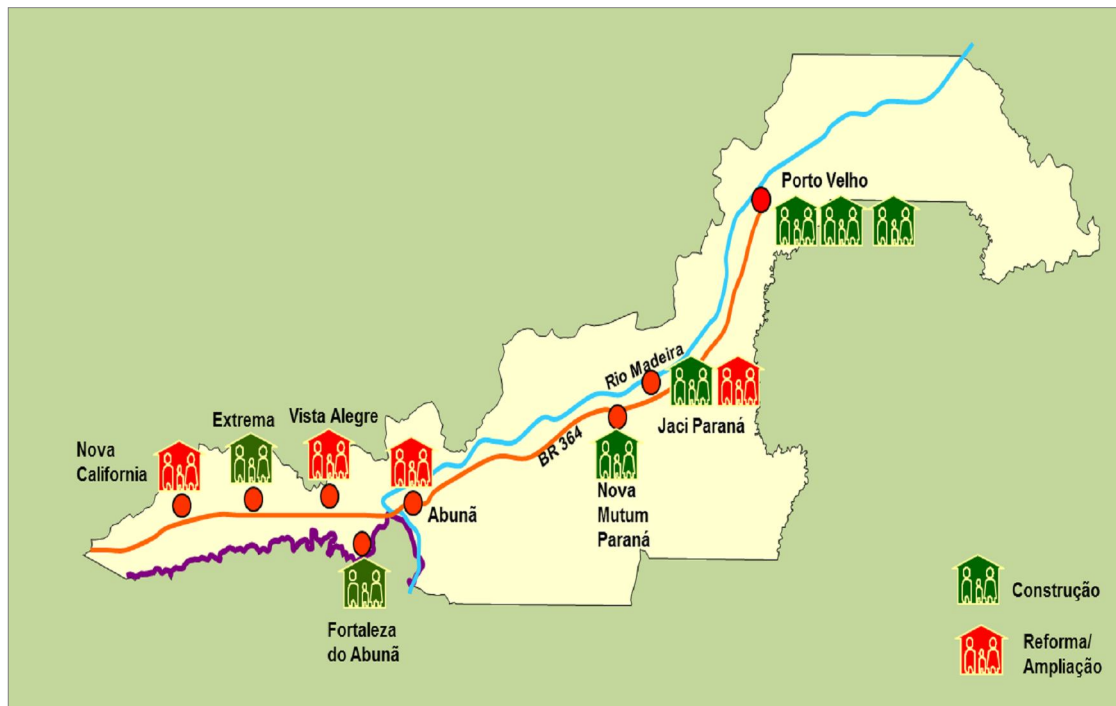 Porto Velho
Rio Madeira
Jaci Paraná
BR 364
Extrema
Vista Alegre
Nova
California
Abunã
Nova
Mutum
Paraná
Fortaleza
do Abunã
Construção
Reforma/
Ampliação